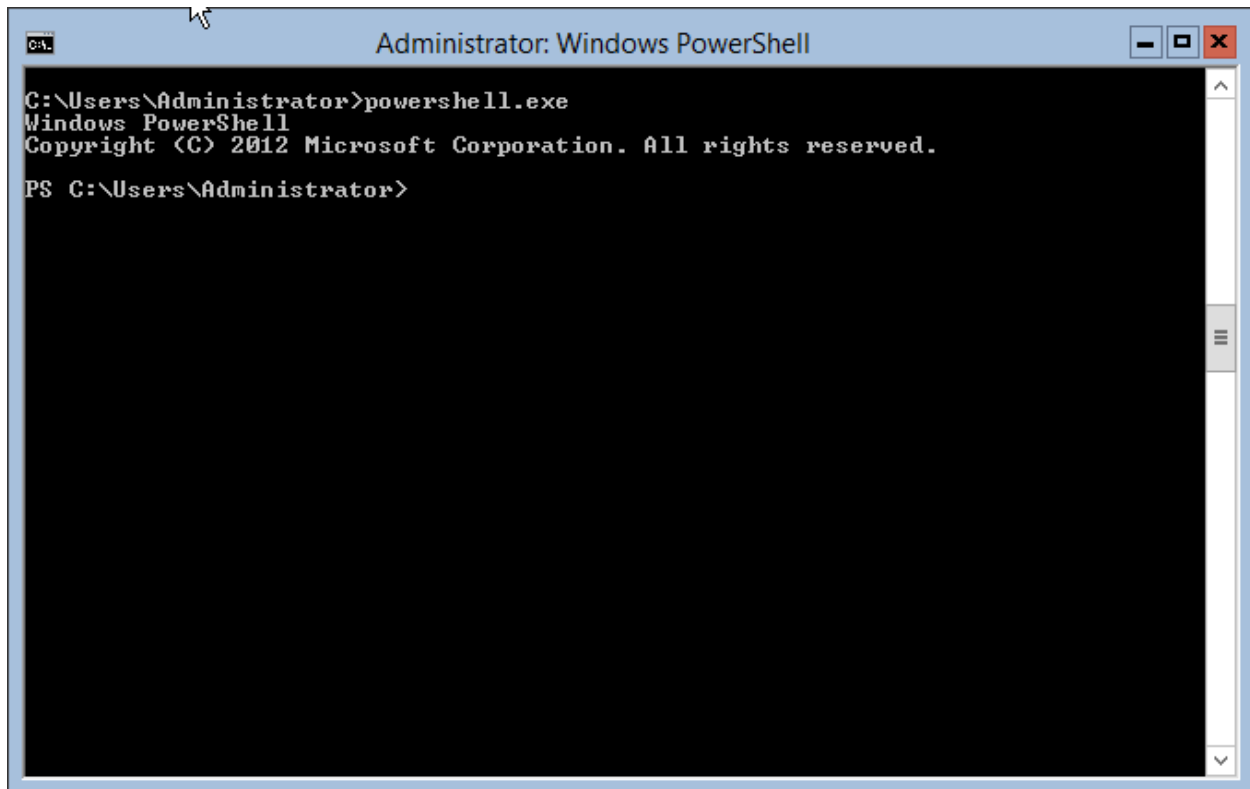 Administrator: Windows PowerShell
C:\Users\Administrator>powershell.exe
Windows PowerShell
Copyright (C) 2012 Microsoft Corporation. All rights reserved.
PS C:\Users\Administrator>